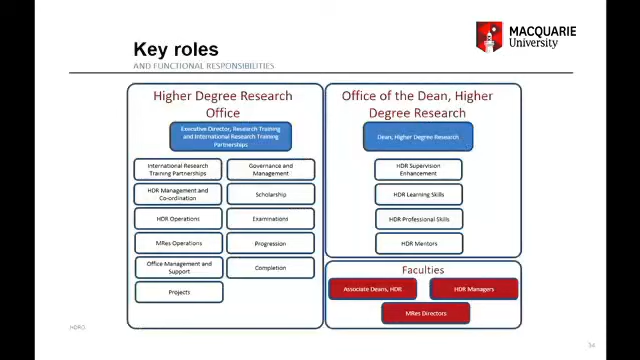 MACQUARIE
University
Key roles
AND FUNCTIONAL RESPONSIBILITIES
Higher Degree Research
Office
Executive Director, Research Training
and International Research Training
Partnerships
International Research
Training Partnerships
Governance and
Management
HDR Management and
Co-ordination
Scholarship
HDR Operations
Examinations
MRes Operations
Progression
Office Management and
Support
Completion
Projects
Office of the Dean, Higher
Degree Research
Dean, Higher Degree Research
HDR Supervision
Enhancement
HDR Learning Skills
HDR Professional Skills
HDR Mentors
Faculties
Associate Deans, HDR
HDR Managers
MRes Directors
HDRO
34